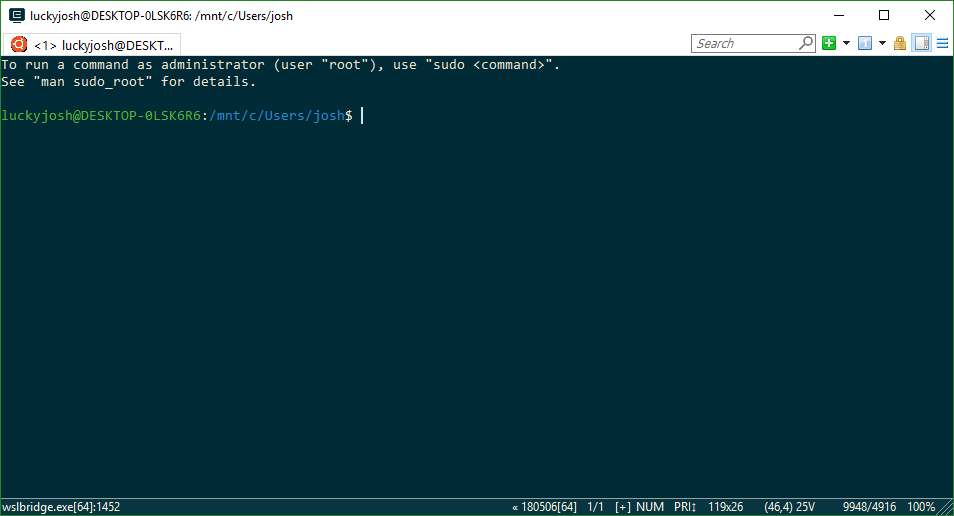 luckyjosh@DESKTOP-0LSK6R6: /mnt/c/Users/josh
<1> luckyjosh@DESKT...
Search
1
To run a command as administrator (user "root"), use "sudo <command>".
See "man sudo_root" for details.
luckyjosh@DESKTOP-0LSK6R6:/mnt/c/Users/josh$
wslbridge.exe[64]:1452
« 180506[64] 1/1 [+] NUM PRI↕ 119x26 (46,4) 25V 9948/4916 100%